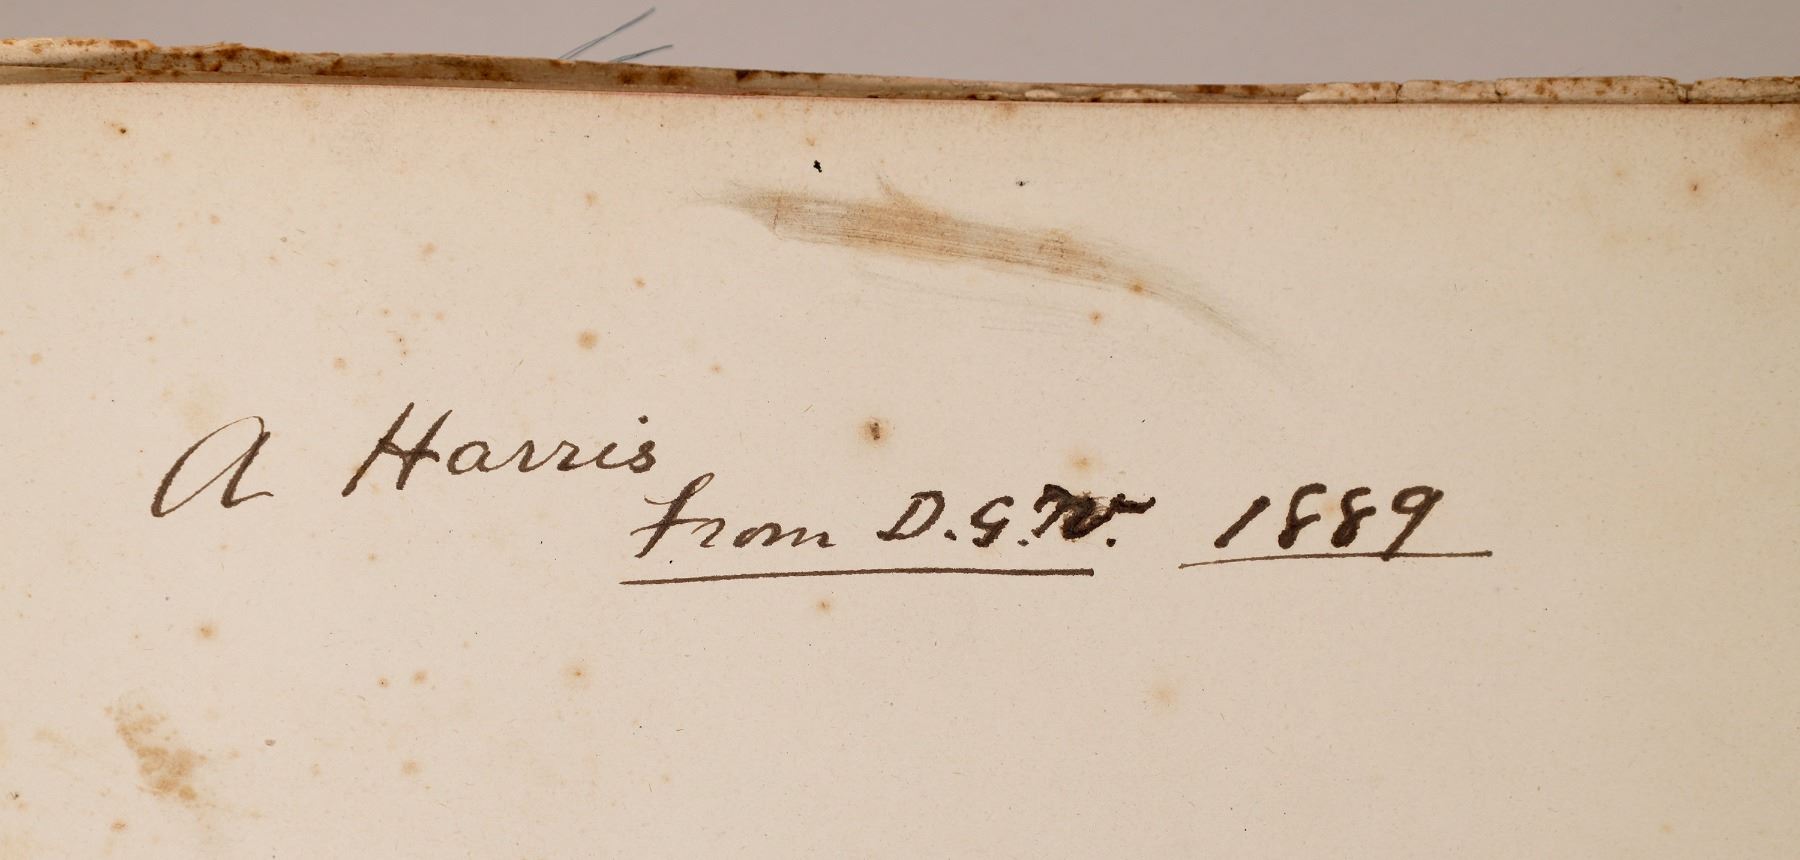 A Harris
from D.G.W. 1889